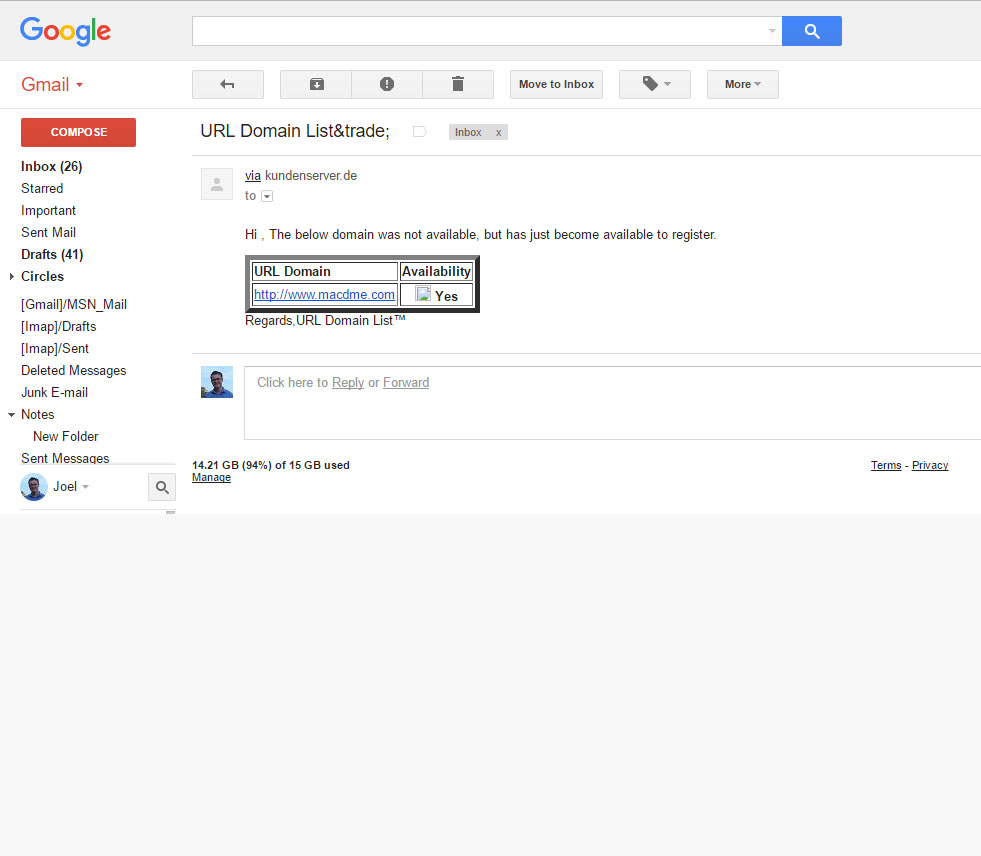 Google
Gmail
Move to Inbox
More
COMPOSE
URL Domain List&trade;
Inbox x
Inbox (26)
Starred
Important
Sent Mail
Drafts (41)
Circles
[Gmail]/MSN_Mail
[Imap]/Drafts
[Imap]/Sent
Deleted Messages
Junk E-mail
Notes
New Folder
Sent Messages
Joel
via kundenserver.de
to
Hi , The below domain was not available, but has just become available to register.
URL Domain Availability
http://www.macdme.com Yes
Regards,URL Domain List™
Click here to Reply or Forward
14.21 GB (94%) of 15 GB used
Manage
Terms - Privacy